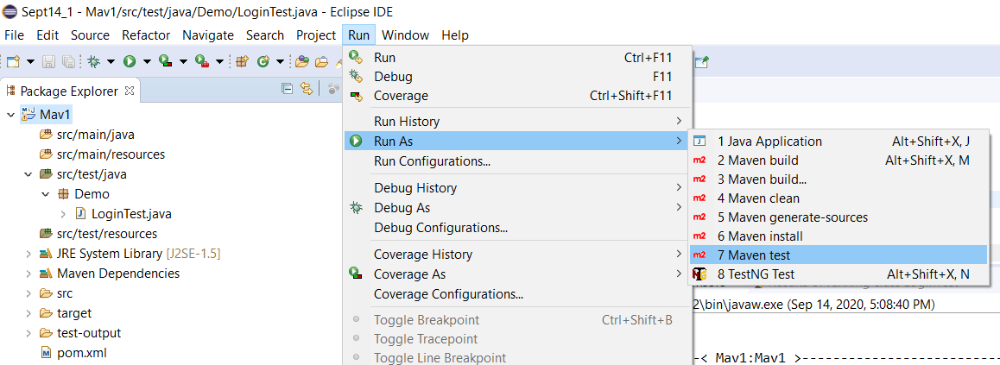 Sept14_1 - Mav1/src/test/java/Demo/LoginTest.java - Eclipse IDE
File Edit Source Refactor Navigate Search Project Run Window Help
Package Explorer
Mav1
src/main/java
src/main/resources
src/test/java
Demo
LoginTest.java
src/test/resources
JRE System Library [J2SE-1.5]
Maven Dependencies
src
target
test-output
pom.xml
Run Ctrl+F11
Debug F11
Coverage Ctrl+Shift+F11
Run History
Run As
Run Configurations...
Debug History
Debug As
Debug Configurations...
Coverage History
Coverage As
Coverage Configurations...
Toggle Breakpoint Ctrl+Shift+B
Toggle Tracepoint
Toggle Line Breakpoint
1 Java Application Alt+Shift+X, J
m2 2 Maven build Alt+Shift+X, M
m2 3 Maven build...
m2 4 Maven clean
m2 5 Maven generate-sources
m2 6 Maven install
m2 7 Maven test
8 TestNG Test Alt+Shift+X, N
2\bin\javaw.exe (Sep 14, 2020, 5:08:40 PM)
--< Mav1:Mav1 >----------------------------